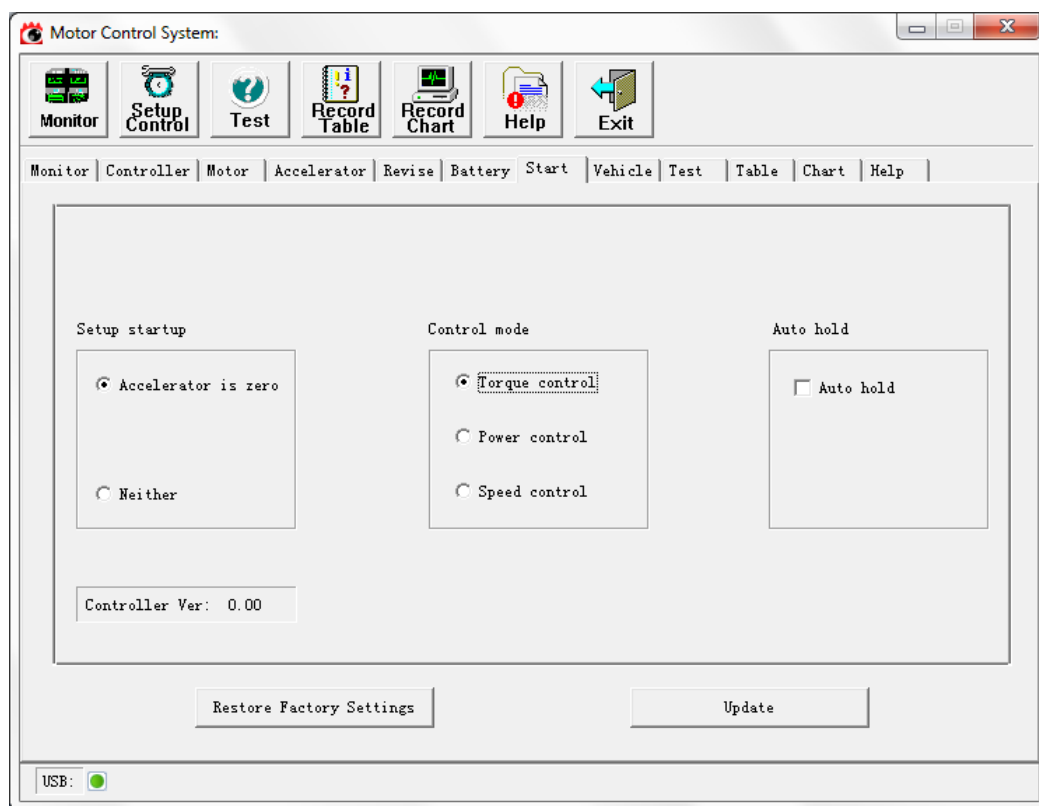 Motor Control System:
Monitor
Setup Control
Test
Record Table
Record Chart
Help
Exit
Monitor Controller Motor Accelerator Revise Battery Start Vehicle Test Table Chart Help
Setup startup Control mode Auto hold
Accelerator is zero Torque control Auto hold
Power control
Neither Speed control
Controller Ver: 0.00
Restore Factory Settings Update
USB: